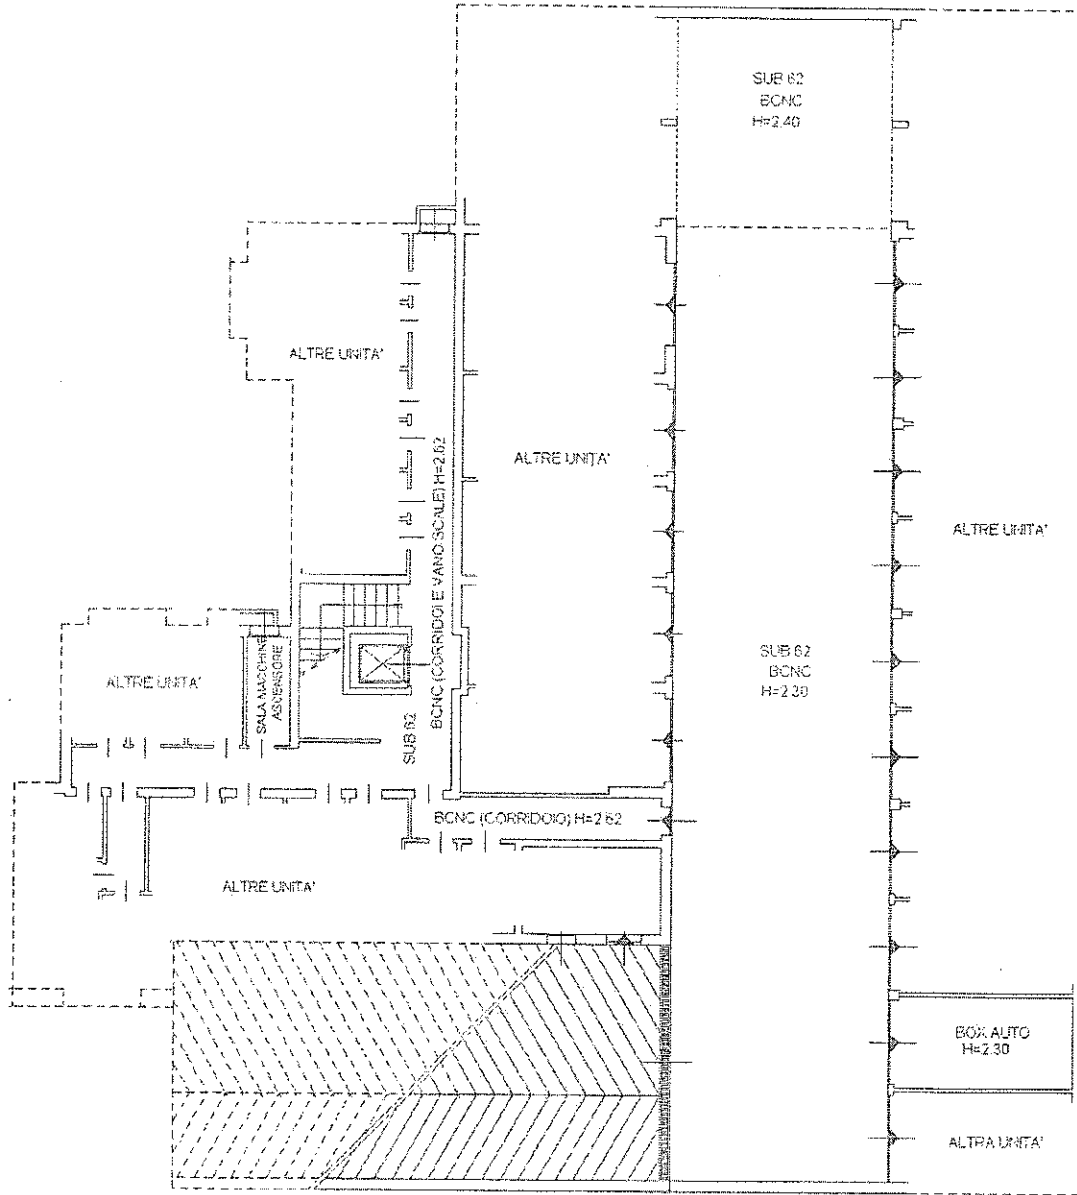 SUB 62
BCNC
H=2.40
ALTRE UNITA'
ALTRE UNITA'
BCNC (CORRIDOI E VANO SCALE) H=2.62
SUB 62
ALTRE UNITA'
SUB 62
BCNC
H=2.30
ALTRE UNITA'
SALA MACCHINE
ASCENSORE
BCNC (CORRIDOIO) H=2.62
ALTRE UNITA'
BOX AUTO
H=2.30
ALTRA UNITA'